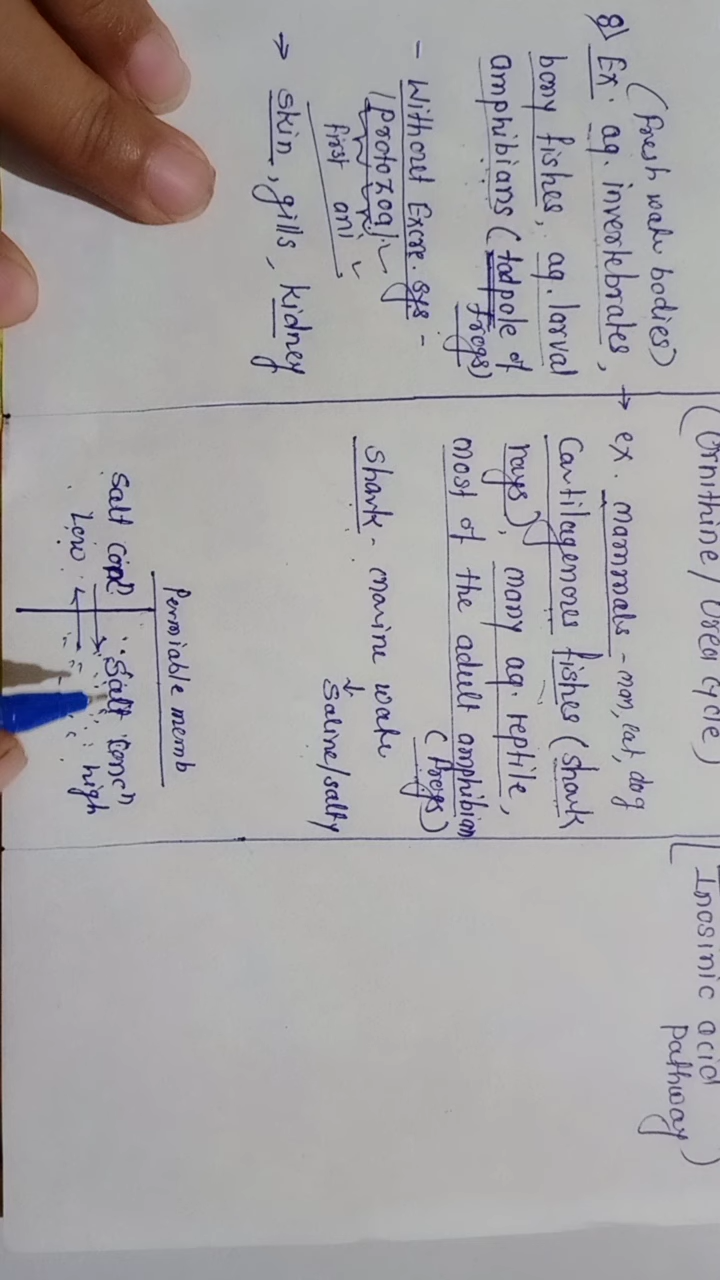 (fresh wate bodies)
8) Ex. aq. invertebrates,
bony fishes, aq. larval
amphibians (tadpole of
frogs)
- Without Excre. sys -
(Protozoa)
first ani
→ skin, gills, kidney
(Ornithine/Urea cycle)
→ ex. mammals - man, cat, dog
Cartilagenous fishes (shark
rays), many aq. reptile,
most of the adult amphibian
(frogs)
Shark - marine wate
↓
Saline/salty
Permiable memb
Salt conc
Low
Salt Conc n
high
(Inosinic acid
Pathway)